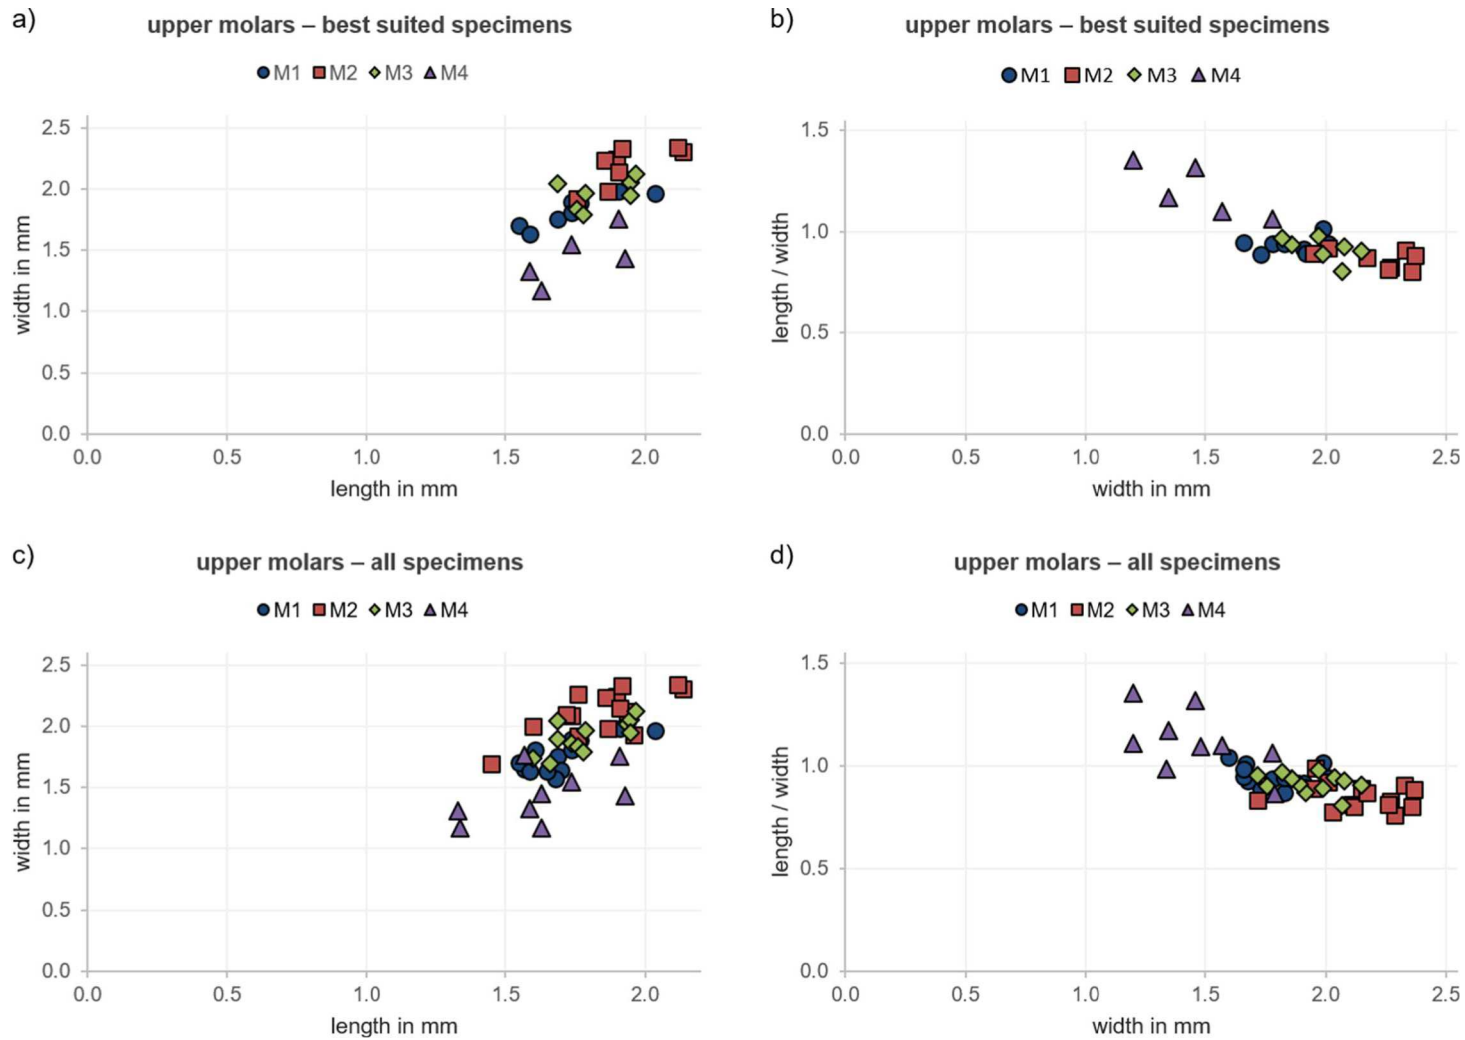 a)
upper molars – best suited specimens
M1 M2 M3 M4
2.5
2.0
1.5
1.0
0.5
0.0
width in mm
0.0 0.5 1.0 1.5 2.0
length in mm
b)
upper molars – best suited specimens
M1 M2 M3 M4
1.5
1.0
0.5
0.0
length / width
0.0 0.5 1.0 1.5 2.0 2.5
width in mm
c)
upper molars – all specimens
M1 M2 M3 M4
2.5
2.0
1.5
1.0
0.5
0.0
width in mm
0.0 0.5 1.0 1.5 2.0
length in mm
d)
upper molars – all specimens
M1 M2 M3 M4
1.5
1.0
0.5
0.0
length / width
0.0 0.5 1.0 1.5 2.0 2.5
width in mm